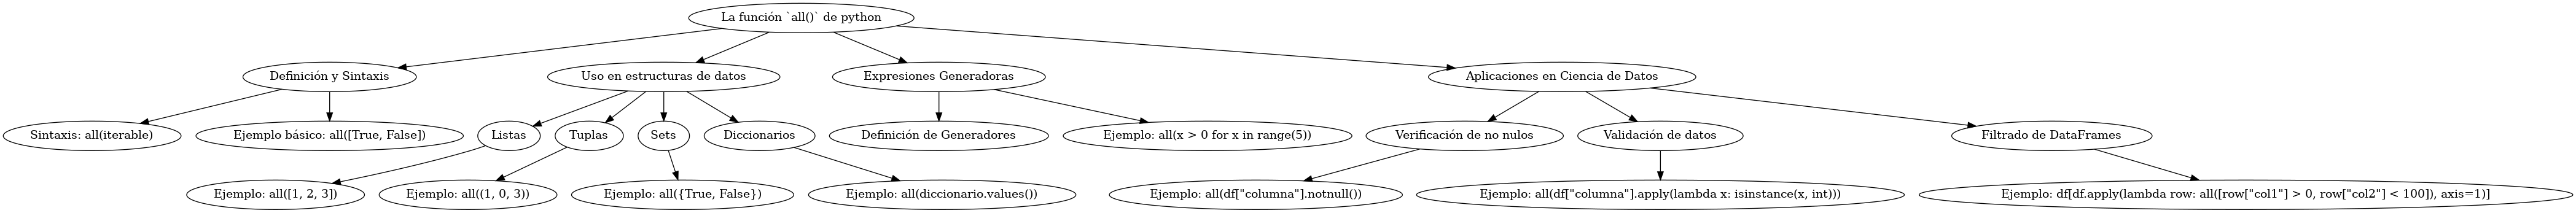 La función `all()` de python
Definición y Sintaxis
Uso en estructuras de datos
Expresiones Generadoras
Aplicaciones en Ciencia de Datos
Sintaxis: all(iterable)
Ejemplo básico: all([True, False])
Listas
Tuplas
Sets
Diccionarios
Definición de Generadores
Ejemplo: all(x > 0 for x in range(5))
Verificación de no nulos
Validación de datos
Filtrado de DataFrames
Ejemplo: all([1, 2, 3])
Ejemplo: all((1, 0, 3))
Ejemplo: all({True, False})
Ejemplo: all(diccionario.values())
Ejemplo: all(df["columna"].notnull())
Ejemplo: all(df["columna"].apply(lambda x: isinstance(x, int)))
Ejemplo: df[df.apply(lambda row: all([row["col1"] > 0, row["col2"] < 100]), axis=1)]